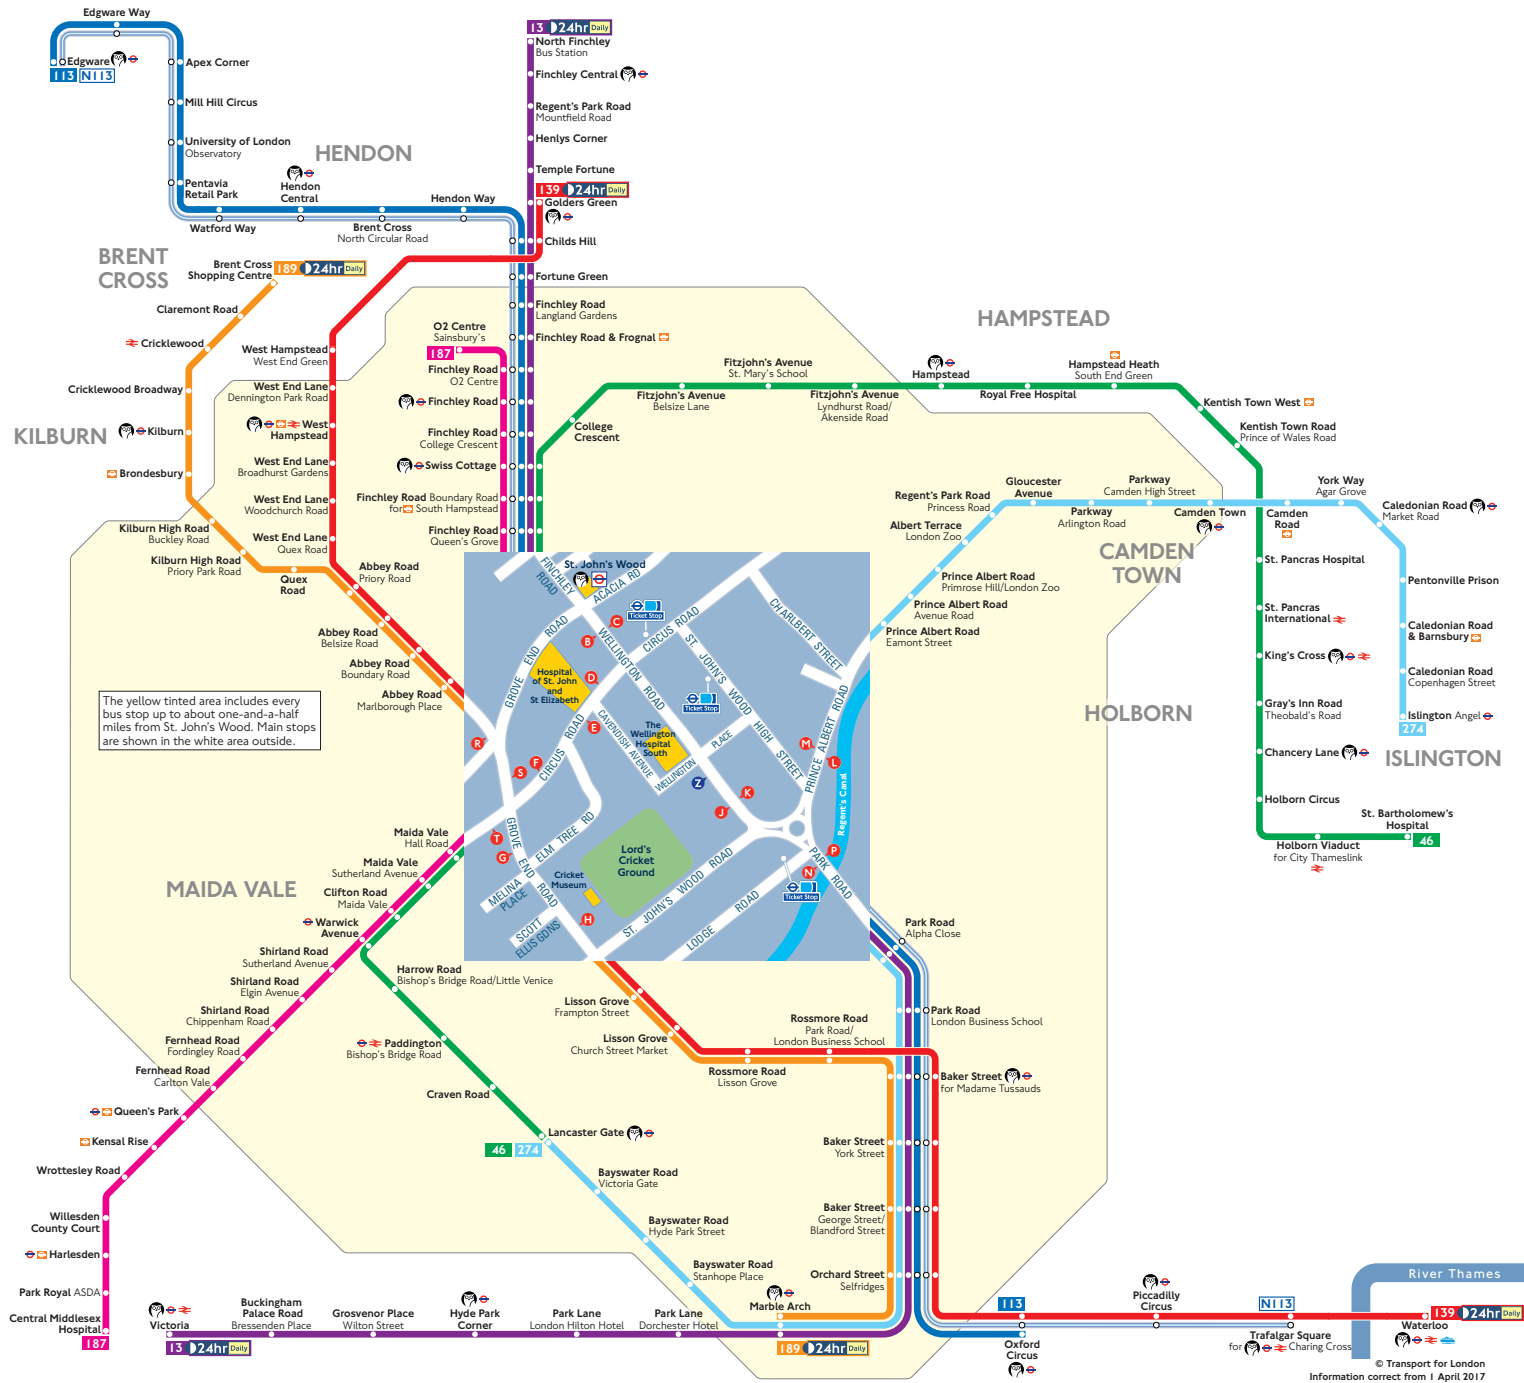 Edgware Way
Edgware
113 N113
Apex Corner
Mill Hill Circus
University of London
Observatory
Pentavia
Retail Park
HENDON
Hendon
Central
Watford Way
Brent Cross
North Circular Road
Hendon Way
13 24hr Daily
North Finchley
Bus Station
Finchley Central
Regent's Park Road
Mountfield Road
Henlys Corner
Temple Fortune
139 24hr Daily
Golders Green
Childs Hill
Fortune Green
Finchley Road
Langland Gardens
Finchley Road & Frognal
BRENT
CROSS
Brent Cross
Shopping Centre
189 24hr Daily
Claremont Road
Cricklewood
Cricklewood Broadway
KILBURN
Kilburn
Brondesbury
Kilburn High Road
Buckley Road
Kilburn High Road
Priory Park Road
Quex
Road
West Hampstead
West End Green
West End Lane
Dennington Park Road
West
Hampstead
West End Lane
Broadhurst Gardens
West End Lane
Woodchurch Road
West End Lane
Quex Road
Abbey Road
Priory Road
Abbey Road
Belsize Road
Abbey Road
Boundary Road
Abbey Road
Marlborough Place
O2 Centre
Sainsbury's
187
Finchley Road
O2 Centre
Finchley Road
Finchley Road
College Crescent
Swiss Cottage
Finchley Road Boundary Road
for South Hampstead
Finchley Road
Queen's Grove
College
Crescent
Fitzjohn's Avenue
Belsize Lane
Fitzjohn's Avenue
St. Mary's School
Fitzjohn's Avenue
Lyndhurst Road/
Akenside Road
HAMPSTEAD
Hampstead
Royal Free Hospital
Hampstead Heath
South End Green
Kentish Town West
Kentish Town Road
Prince of Wales Road
Regent's Park Road
Princess Road
Gloucester
Avenue
Parkway
Arlington Road
Parkway
Camden High Street
Camden Town
Camden
Road
York Way
Agar Grove
Caledonian Road
Market Road
Albert Terrace
London Zoo
Prince Albert Road
Primrose Hill/London Zoo
Prince Albert Road
Avenue Road
Prince Albert Road
Eamont Street
CAMDEN
TOWN
St. Pancras Hospital
St. Pancras
International
King's Cross
Gray's Inn Road
Theobald's Road
Chancery Lane
Holborn Circus
HOLBORN
Holborn Viaduct
for City Thameslink
St. Bartholomew's
Hospital
46
Pentonville Prison
Caledonian Road
& Barnsbury
Caledonian Road
Copenhagen Street
Islington Angel
274
ISLINGTON
The yellow tinted area includes every
bus stop up to about one-and-a-half
miles from St. John's Wood. Main stops
are shown in the white area outside.
St. John's Wood
FINCHLEY
ROAD
ACACIA RD
GROVE END ROAD
WELLINGTON ROAD
CIRCUS ROAD
Ticket Stop
CHARLBERT STREET
ST. JOHN'S WOOD HIGH STREET
Hospital
of St. John
and
St Elizabeth
CAVENDISH AVENUE
The
Wellington
Hospital
South
Ticket Stop
WELLINGTON PLACE
PRINCE ALBERT ROAD
Regent's Canal
CIRCUS ROAD
ELM TREE RD
GROVE END ROAD
MELINA
PLACE
SCOTT
ELLIS GDNS
Cricket
Museum
Lord's
Cricket
Ground
ST. JOHN'S WOOD ROAD
LODGE ROAD
PARK ROAD
Ticket Stop
B
C
D
E
F
G
H
J
K
L
M
N
P
R
S
T
Z
MAIDA VALE
Maida Vale
Hall Road
Maida Vale
Sutherland Avenue
Clifton Road
Maida Vale
Warwick
Avenue
Shirland Road
Sutherland Avenue
Shirland Road
Elgin Avenue
Shirland Road
Chippenham Road
Fernhead Road
Fordingley Road
Fernhead Road
Carlton Vale
Queen's Park
Kensal Rise
Wrottesley Road
Willesden
County Court
Harlesden
Park Royal ASDA
Central Middlesex
Hospital
187
Harrow Road
Bishop's Bridge Road/Little Venice
Paddington
Bishop's Bridge Road
Craven Road
Lancaster Gate
46 274
Bayswater Road
Victoria Gate
Bayswater Road
Hyde Park Street
Bayswater Road
Stanhope Place
Marble Arch
189 24hr Daily
Lisson Grove
Frampton Street
Lisson Grove
Church Street Market
Rossmore Road
Lisson Grove
Rossmore Road
Park Road/
London Business School
Park Road
Alpha Close
Park Road
London Business School
Baker Street
for Madame Tussauds
Baker Street
York Street
Baker Street
George Street/
Blandford Street
Orchard Street
Selfridges
Victoria
13 24hr Daily
Buckingham
Palace Road
Bressenden Place
Grosvenor Place
Wilton Street
Hyde Park
Corner
Park Lane
London Hilton Hotel
Park Lane
Dorchester Hotel
113
Oxford
Circus
Piccadilly
Circus
N113
Trafalgar Square
for Charing Cross
River Thames
139 24hr Daily
Waterloo
© Transport for London
Information correct from 1 April 2017